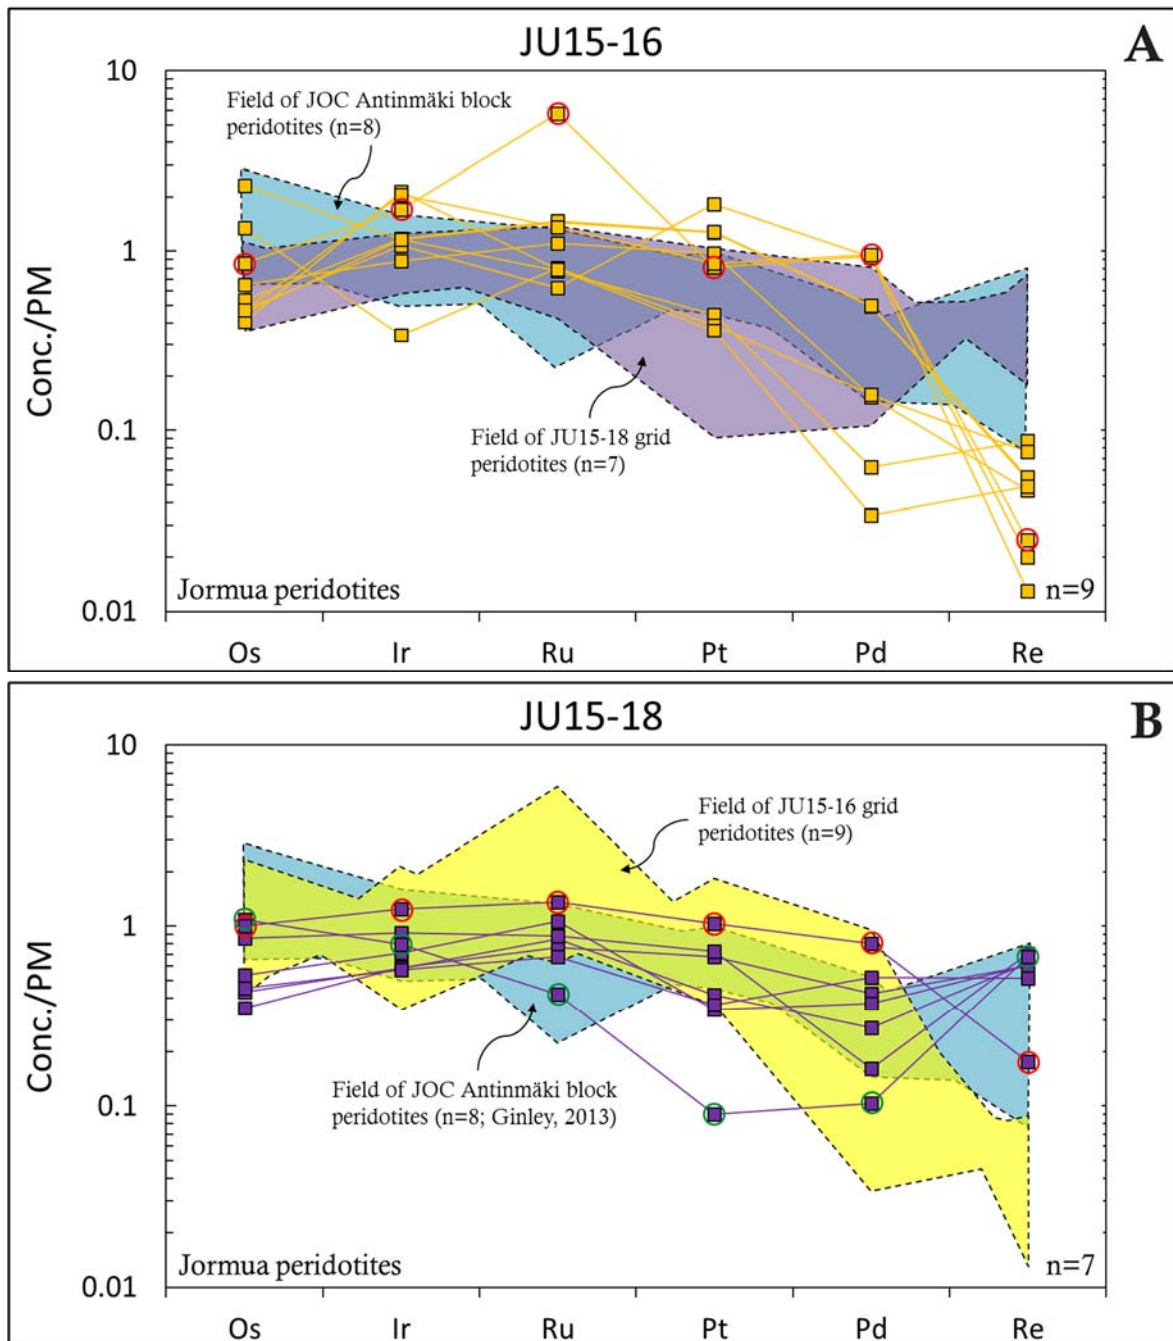 JU15-16
A
10
Field of JOC Antinmäki block
peridotites (n=8)
1
Conc./PM
Field of JU15-18 grid
peridotites (n=7)
0.1
Jormua peridotites
n=9
0.01
Os Ir Ru Pt Pd Re
JU15-18
B
10
Field of JU15-16 grid
peridotites (n=9)
1
Conc./PM
Field of JOC Antinmäki block
peridotites (n=8; Ginley, 2013)
0.1
Jormua peridotites
n=7
0.01
Os Ir Ru Pt Pd Re